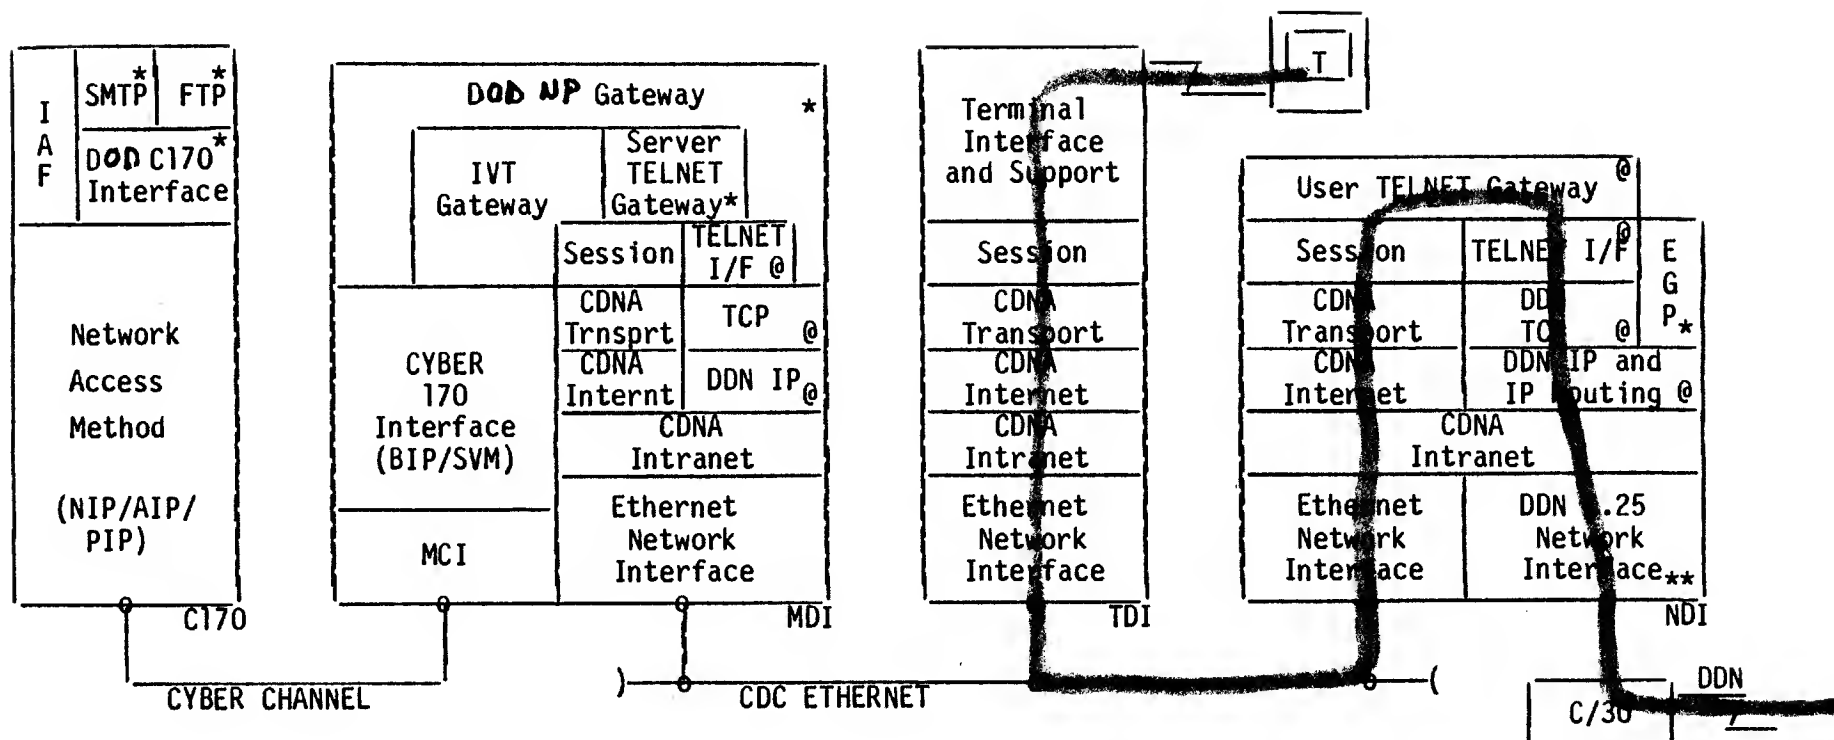 I
A
F
SMTP*
FTP*
DOD C170*
Interface
Network
Access
Method
(NIP/AIP/
PIP)
C170
DOD NP Gateway
*
IVT
Gateway
Server
TELNET
Gateway*
Session
TELNET
I/F @
CDNA
Trnsprt
TCP
@
CDNA
Internt
DDN IP@
CYBER
170
Interface
(BIP/SVM)
CDNA
Intranet
MCI
Ethernet
Network
Interface
MDI
Terminal
Interface
and Support
Session
CDNA
Transport
CDNA
Internet
CDNA
Intranet
Ethernet
Network
Interface
TDI
T
User TELNET Gateway @
Session
TELNET I/F @
E
G
P*
CDNA
Transport
DDN
TCP @
CDNA
Internet
DDN IP and
IP Routing @
CDNA
Intranet
Ethernet
Network
Interface
DDN X.25
Network
Interface**
NDI
CYBER CHANNEL
CDC ETHERNET
C/30
DDN